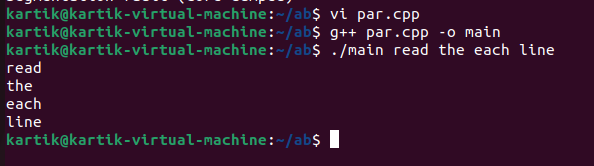 kartik@kartik-virtual-machine:~/ab$ vi par.cpp
kartik@kartik-virtual-machine:~/ab$ g++ par.cpp -o main
kartik@kartik-virtual-machine:~/ab$ ./main read the each line
read
the
each
line
kartik@kartik-virtual-machine:~/ab$